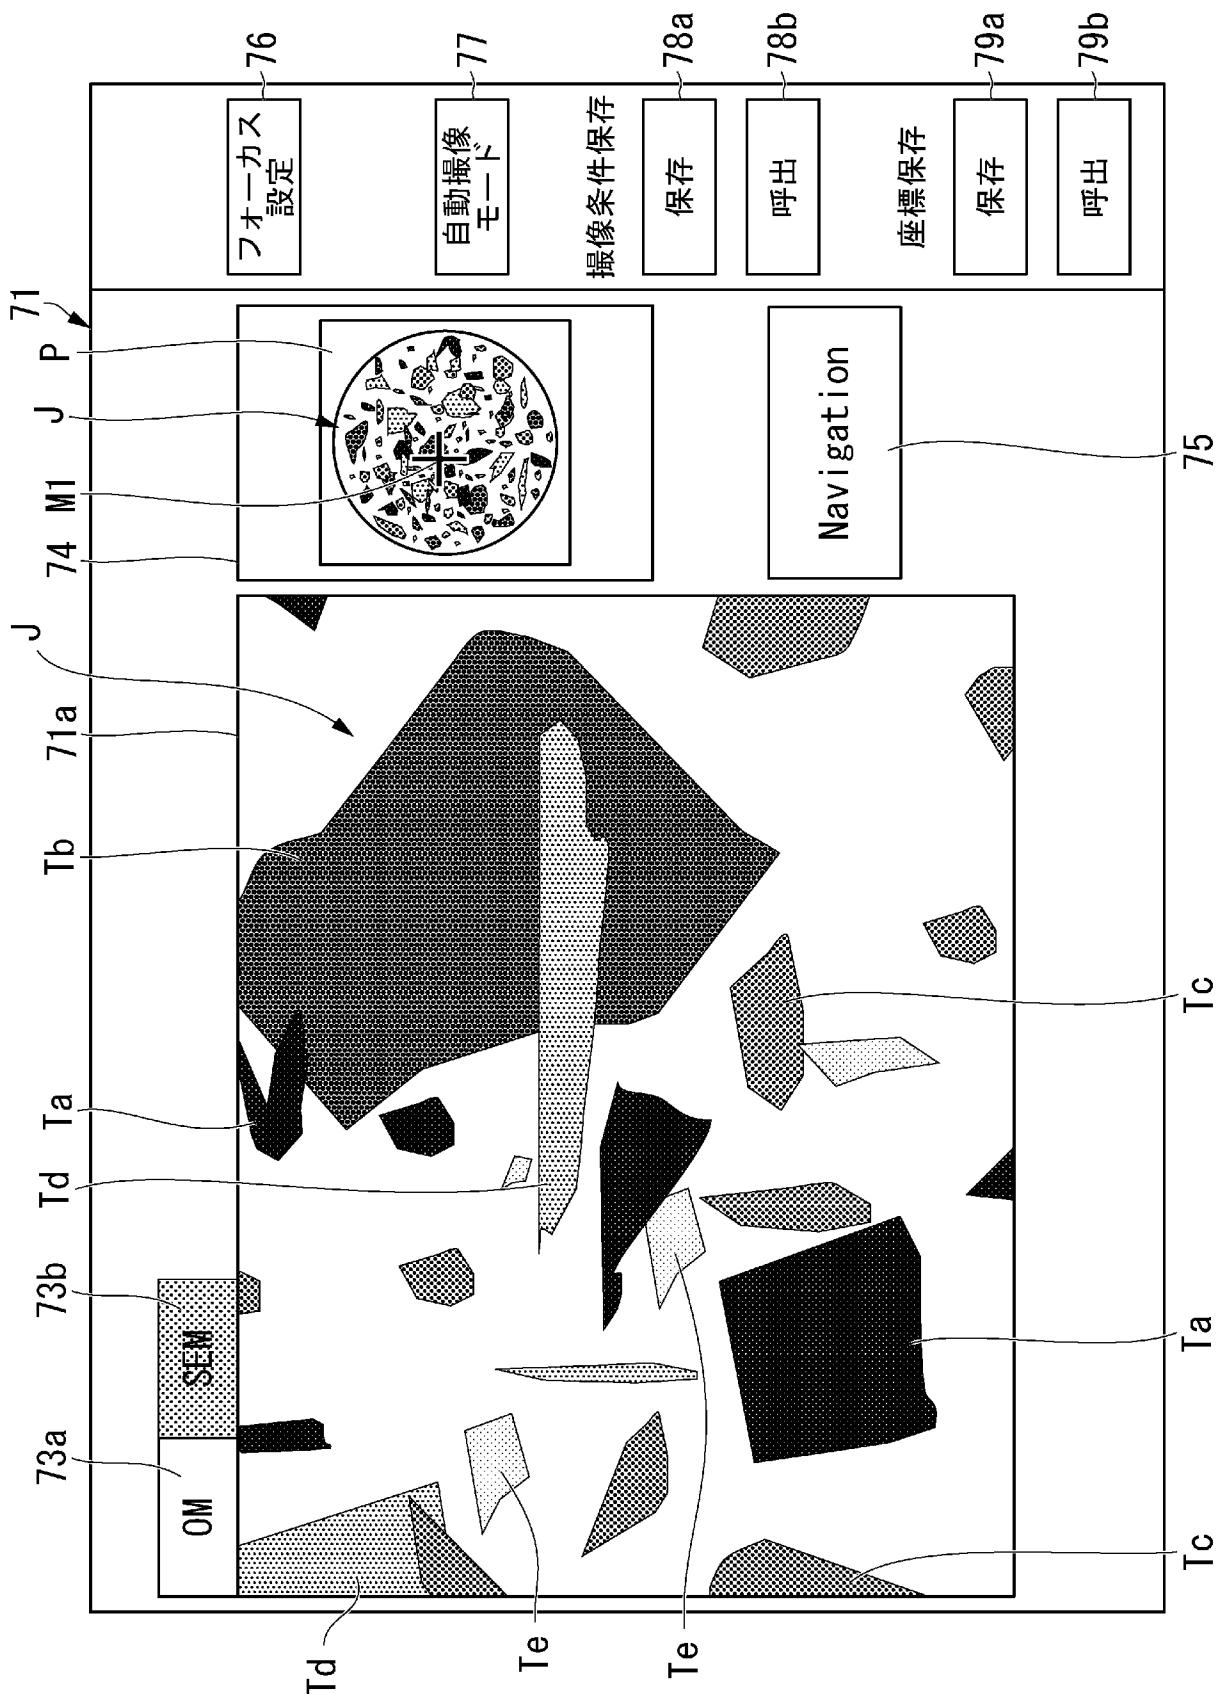 73a
73b
Td
Ta
Tb
71a
J
74
M1
J
P
71
OM
SEM
フォーカス
設定
76
自動撮像
モード
77
撮像条件保存
保存
78a
呼出
78b
座標保存
保存
79a
呼出
79b
Navigation
Td
Te
Te
Tc
Ta
Tc
75